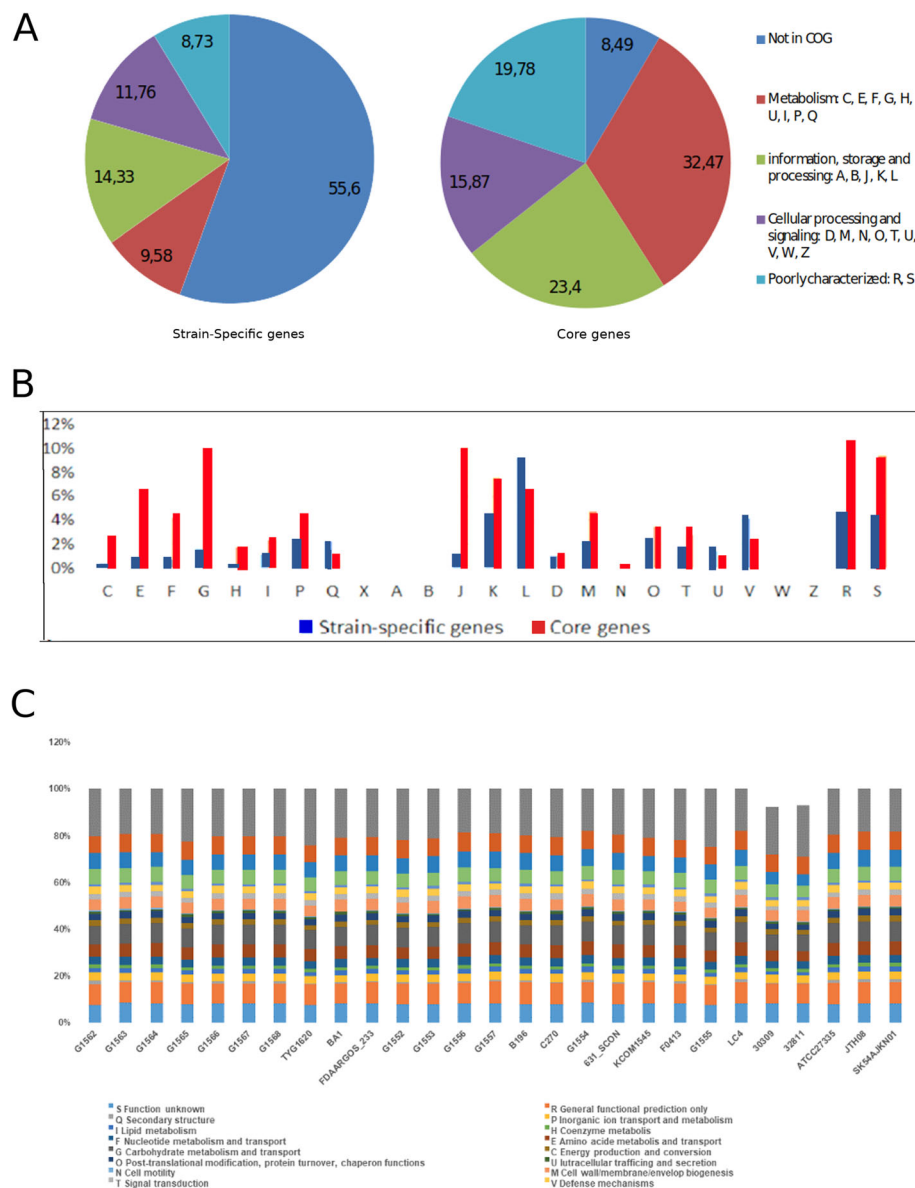 A
8,73
11,76
14,33
9,58
55,6
Strain-Specific genes
8,49
19,78
15,87
32,47
23,4
Core genes
Not in COG
Metabolism: C, E, F, G, H,
U, I, P, Q
information, storage and
processing: A, B, J, K, L
Cellular processing and
signaling: D, M, N, O, T, U,
V, W, Z
Poorly characterized: R, S
B
12%
10%
8%
6%
4%
2%
0%
C E F G H I P Q X A B J K L D M N O T U V W Z R S
Strain-specific genes Core genes
C
120%
100%
80%
60%
40%
20%
0%
G1562 G1563 G1564 G1565 G1566 G1567 G1568 TYG1620 BA1 FDAARGOS_233 G1552 G1553 G1556 G1557 B196 C270 G1554 631_SCON KCOM1545 F0413 G1555 LC4 30309 32811 ATCC27335 JTH08 SK54AJKN01
S Function unknown
Q Secondary structure
I Lipid metabolism
F Nucleotide metabolism and transport
G Carbohydrate metabolism and transport
O Post-translational modification, protein turnover, chaperon functions
N Cell motility
T Signal transduction
R General functional prediction only
P Inorganic ion transport and metabolism
H Coenzyme metabolis
E Amino acide metabolis and transport
C Energy production and conversion
U Iutracellular trafficing and secretion
M Cell wall/membrane/envelop biogenesis
V Defense mechanisms